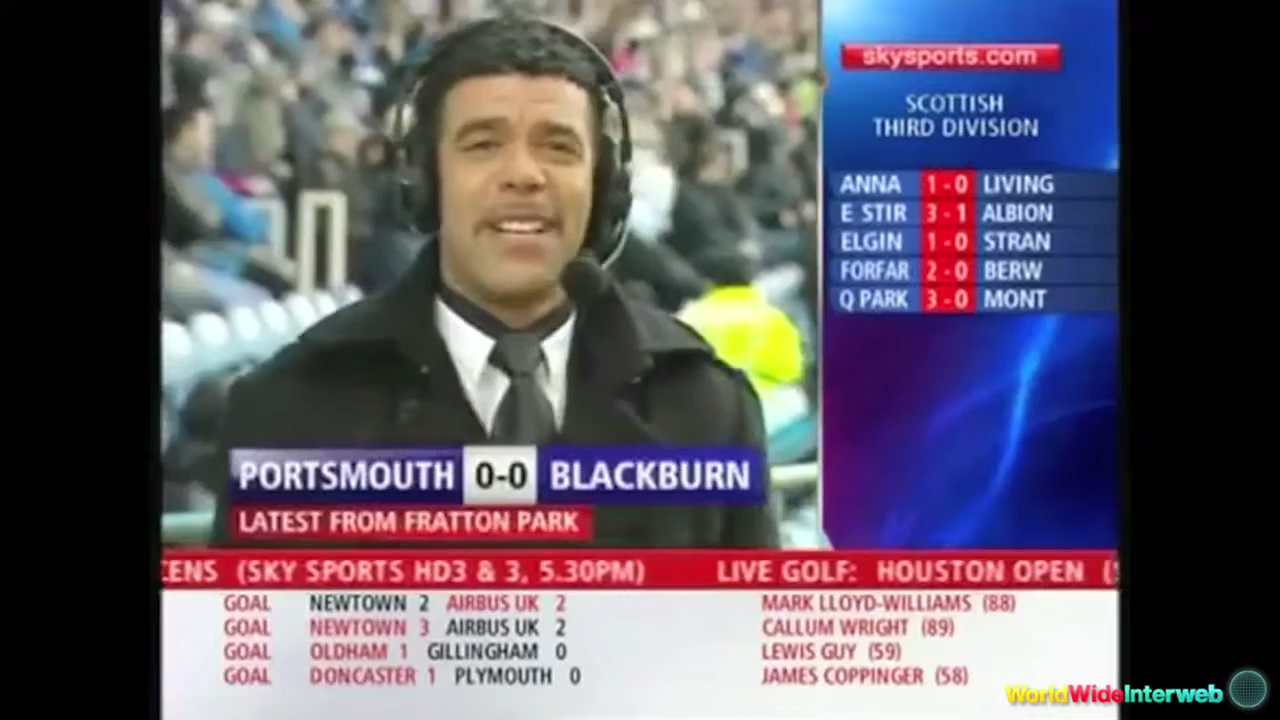 skysports.com
SCOTTISH
THIRD DIVISION
ANNA 1 - 0 LIVING
E STIR 3 - 1 ALBION
ELGIN 1 - 0 STRAN
FORFAR 2 - 0 BERW
Q PARK 3 - 0 MONT
PORTSMOUTH 0-0 BLACKBURN
LATEST FROM FRATTON PARK
CENS (SKY SPORTS HD3 & 3, 5.30PM) LIVE GOLF: HOUSTON OPEN (
GOAL NEWTOWN 2 AIRBUS UK 2 MARK LLOYD-WILLIAMS (88)
GOAL NEWTOWN 3 AIRBUS UK 2 CALLUM WRIGHT (89)
GOAL OLDHAM 1 GILLINGHAM 0 LEWIS GUY (59)
GOAL DONCASTER 1 PLYMOUTH 0 JAMES COPPINGER (58)
WorldWideInterweb